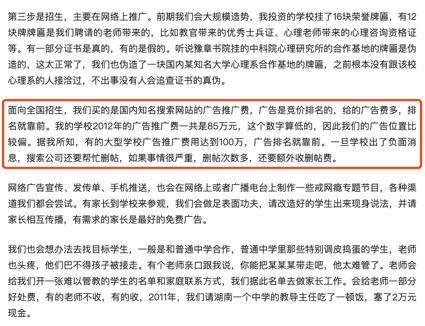 第三步是招生，主要在网络上推广。前期我们会大规模造势，我投资的学校挂了16块荣誉牌匾，有12
块牌牌匾是我们聘请的老师带来的，比如教官带来的优秀士兵证、心理老师带来的心理咨询资格证
等。有一部分证书是真的，有的是假的。听说豫章书院挂的中科院心理研究所的合作基地的牌匾是伪
造的，这太正常了，我们也伪造了一块国内某知名大学心理系合作基地的牌匾，之前根本没有跟该校
心理系的人接洽过，不出事没有人会追查证书的真伪。
面向全国招生，我们买的是国内知名搜索网站的广告推广费，广告是竞价排名的，给的广告费多，排
名就靠前。我的学校2012年的广告推广费一共是85万元，这个数字算低的，因此我们的广告位置比
较偏。据我所知，有的大型学校广告推广费用达到100万，广告排名就靠前。一旦学校出了负面消
息，搜索公司还要帮忙删帖，如果事情很严重，删帖次数多，还要额外收删帖费。
网络广告宣传、发传单、手机推送，也会在网络上或者广播电台上制作一些戒网瘾专题节目，各种渠
道我们都会尝试。有家长到学校来参观，我们会做足表面功夫，请改造好的学生出来现身说法，并请
家长相互传播，有需求的家长是最好的免费广告。
我们也会想办法去找目标学生，一般是和普通中学合作，普通中学里那些特别调皮捣蛋的学生，老师
也头疼，他们巴不得孩子被接走。有个老师亲口跟我说，你能把某某某带走吧，他太难管了。老师会
给我们开一张难以管教的学生的名单和家庭联系方式，我们据此名单去做家长工作。会给老师一部分
好处费，有的老师不收，有的收，2011年，我们请湖南一个中学的教导主任吃了一顿饭，塞了2万元
现金。